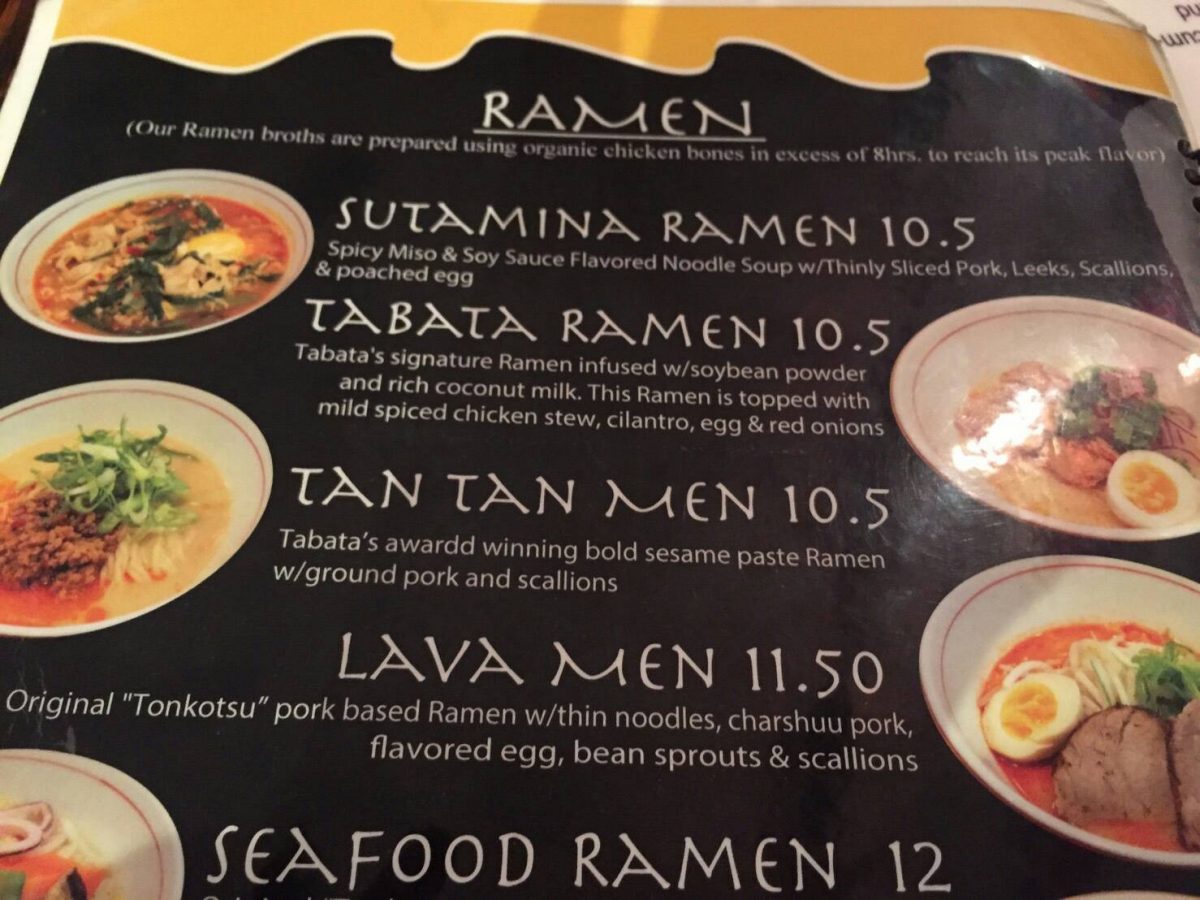 RAMEN
(Our Ramen broths are prepared using organic chicken bones in excess of 8hrs. to reach its peak flavor)
SUTAMINA RAMEN 10.5
Spicy Miso & Soy Sauce Flavored Noodle Soup w/Thinly Sliced Pork, Leeks, Scallions,
& poached egg
TABATA RAMEN 10.5
Tabata's signature Ramen infused w/soybean powder
and rich coconut milk. This Ramen is topped with
mild spiced chicken stew, cilantro, egg & red onions
TAN TAN MEN 10.5
Tabata's awardd winning bold sesame paste Ramen
w/ground pork and scallions
LAVA MEN 11.50
Original "Tonkotsu" pork based Ramen w/thin noodles, charshuu pork,
flavored egg, bean sprouts & scallions
SEAFOOD RAMEN 12